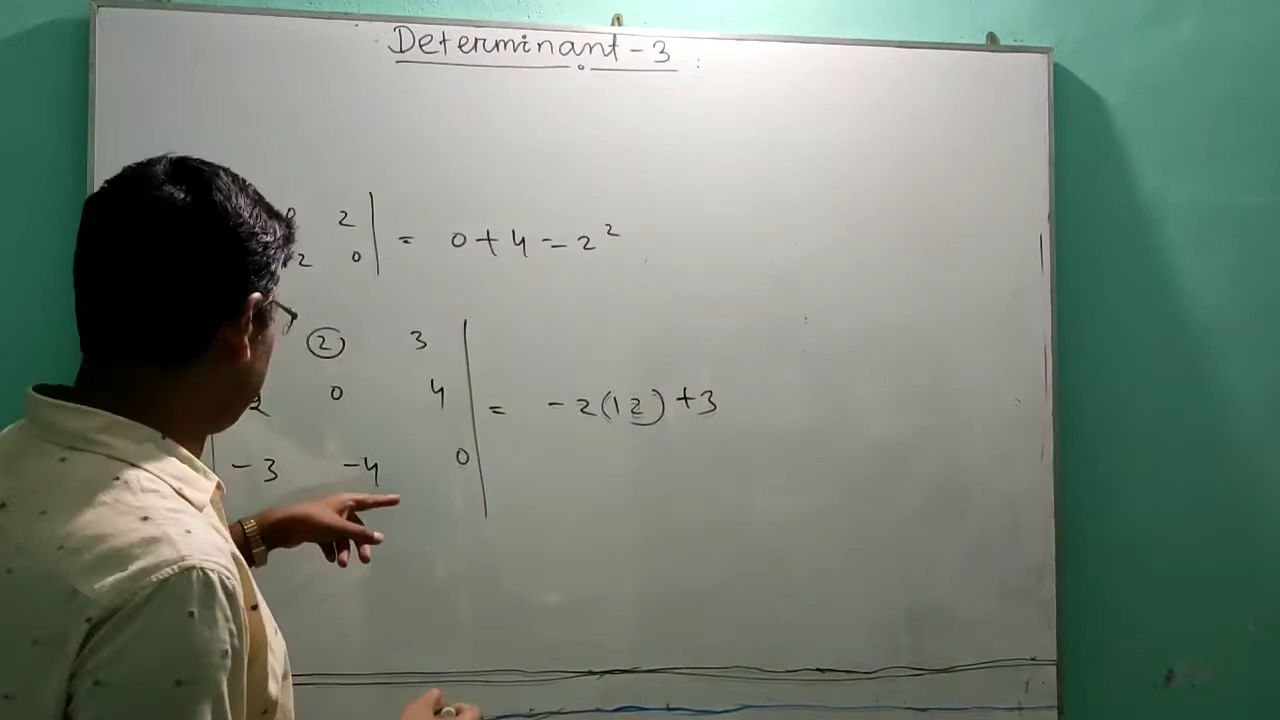 Determinant - 3
0 2
2 0 = 0 + 4 = 2²
2 3
2 0 4 = - 2(12) + 3
- 3 - 4 0